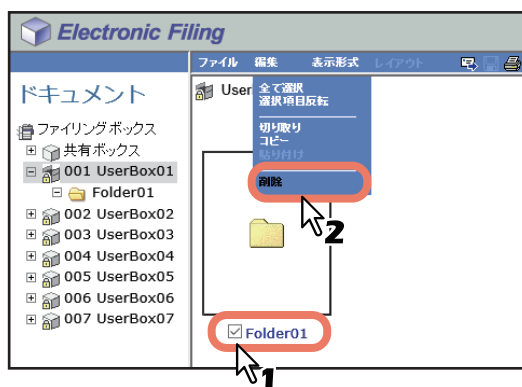 Electronic Filing
ファイル 編集 表示形式 レイアウト
ドキュメント
ファイリングボックス
共有ボックス
001 UserBox01
Folder01
002 UserBox02
003 UserBox03
004 UserBox04
005 UserBox05
006 UserBox06
007 UserBox07
User
全て選択
選択項目反転
切り取り
コピー
貼り付け
削除
2
Folder01
1